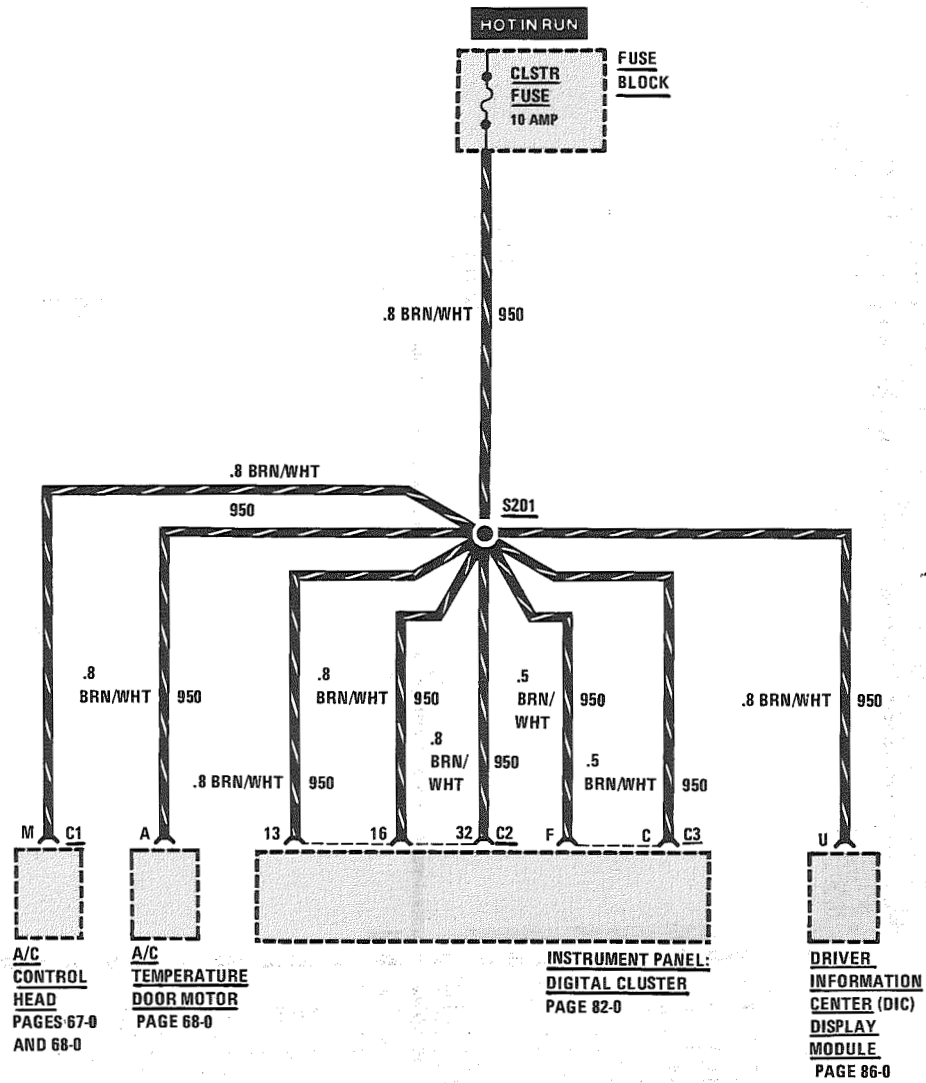 HOT IN RUN
CLSTR
FUSE
10 AMP
FUSE
BLOCK
.8 BRN/WHT 950
.8 BRN/WHT
950
S201
.8
BRN/WHT 950
.8
BRN/WHT 950
.5
BRN/
WHT 950
.8 BRN/WHT 950
.8
BRN/
WHT 950
.8 BRN/WHT 950
.5
BRN/WHT 950
M C1 A 13 16 32 C2 F C C3 U
A/C
CONTROL
HEAD
PAGES 67-0
AND 68-0
A/C
TEMPERATURE
DOOR MOTOR
PAGE 68-0
INSTRUMENT PANEL:
DIGITAL CLUSTER
PAGE 82-0
DRIVER
INFORMATION
CENTER (DIC)
DISPLAY
MODULE
PAGE 86-0